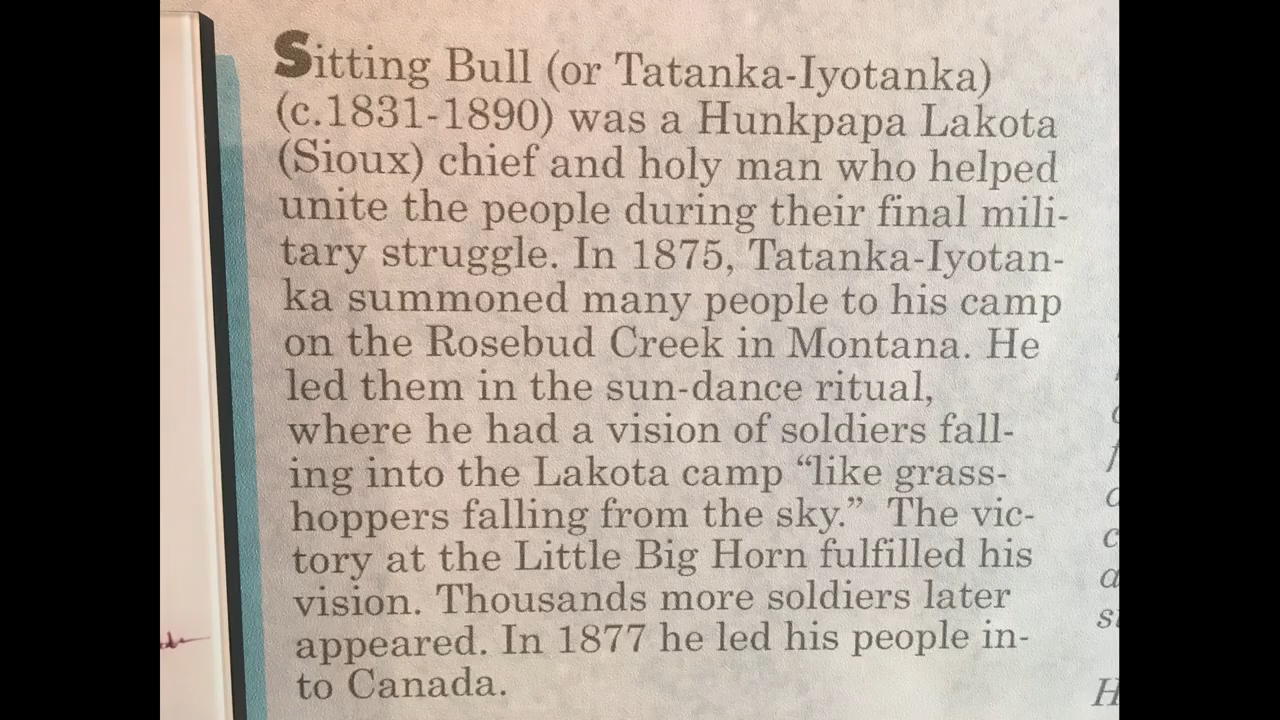 Sitting Bull (or Tatanka-Iyotanka)
(c.1831-1890) was a Hunkpapa Lakota
(Sioux) chief and holy man who helped
unite the people during their final mili-
tary struggle. In 1875, Tatanka-Iyotan-
ka summoned many people to his camp
on the Rosebud Creek in Montana. He
led them in the sun-dance ritual,
where he had a vision of soldiers fall-
ing into the Lakota camp “like grass-
hoppers falling from the sky.” The vic-
tory at the Little Big Horn fulfilled his
vision. Thousands more soldiers later
appeared. In 1877 he led his people in-
to Canada.